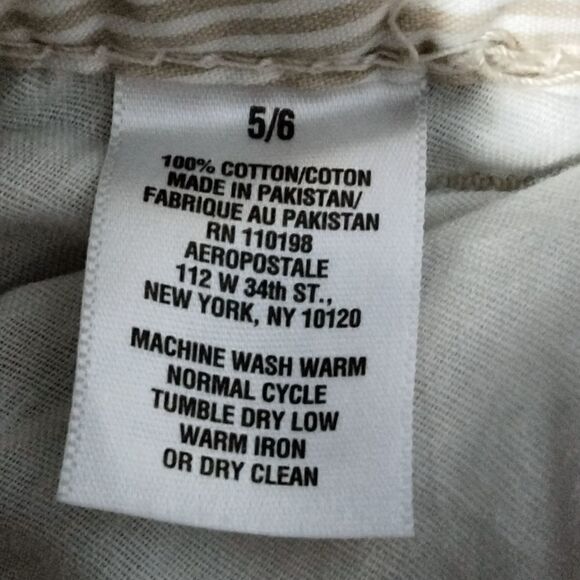 5/6
100% COTTON/COTON
MADE IN PAKISTAN/
FABRIQUE AU PAKISTAN
RN 110198
AEROPOSTALE
112 W 34th ST.,
NEW YORK, NY 10120
MACHINE WASH WARM
NORMAL CYCLE
TUMBLE DRY LOW
WARM IRON
OR DRY CLEAN